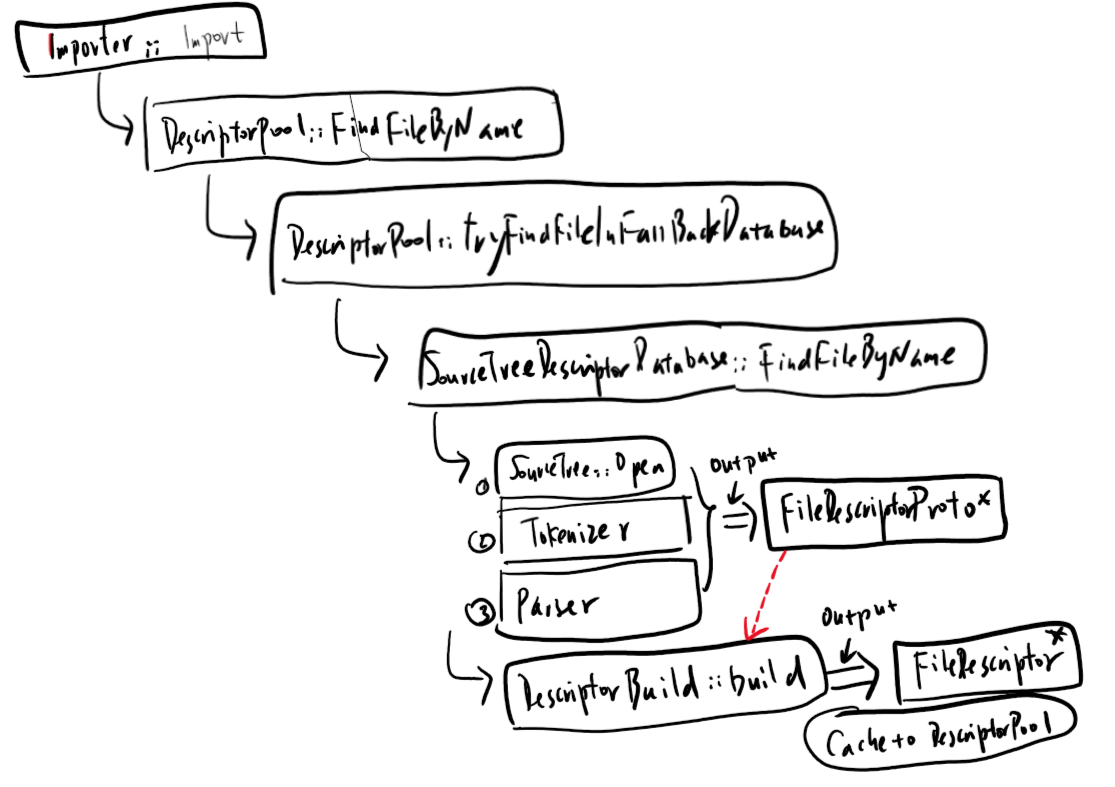 Importer :: Import
DescriptorPool::FindFileByName
DescriptorPool::tryFindFileInFallBackDatabase
SourceTreeDescriptorDatabase::FindFileByName
① SourceTree::Open
output
FileDescriptorProto*
② Tokenizer
③ Parser
output
DescriptorBuild::build
FileDescriptor*
Cache to DescriptorPool